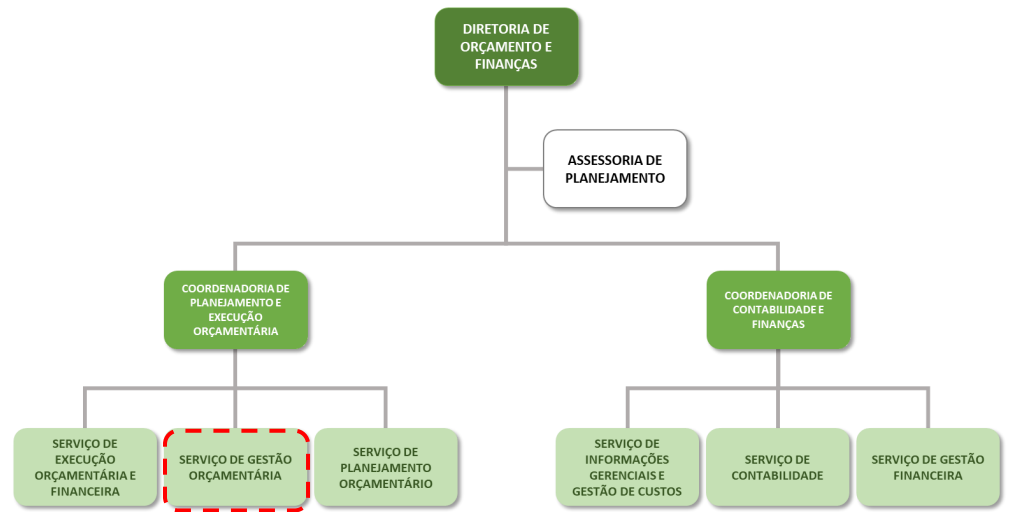 DIRETORIA DE
ORÇAMENTO E
FINANÇAS
ASSESSORIA DE
PLANEJAMENTO
COORDENADORIA DE
PLANEJAMENTO E
EXECUÇÃO
ORÇAMENTÁRIA
COORDENADORIA DE
CONTABILIDADE E
FINANÇAS
SERVIÇO DE
EXECUÇÃO
ORÇAMENTÁRIA E
FINANCEIRA
SERVIÇO DE GESTÃO
ORÇAMENTÁRIA
SERVIÇO DE
PLANEJAMENTO
ORÇAMENTÁRIO
SERVIÇO DE
INFORMAÇÕES
GERENCIAIS E
GESTÃO DE CUSTOS
SERVIÇO DE
CONTABILIDADE
SERVIÇO DE GESTÃO
FINANCEIRA